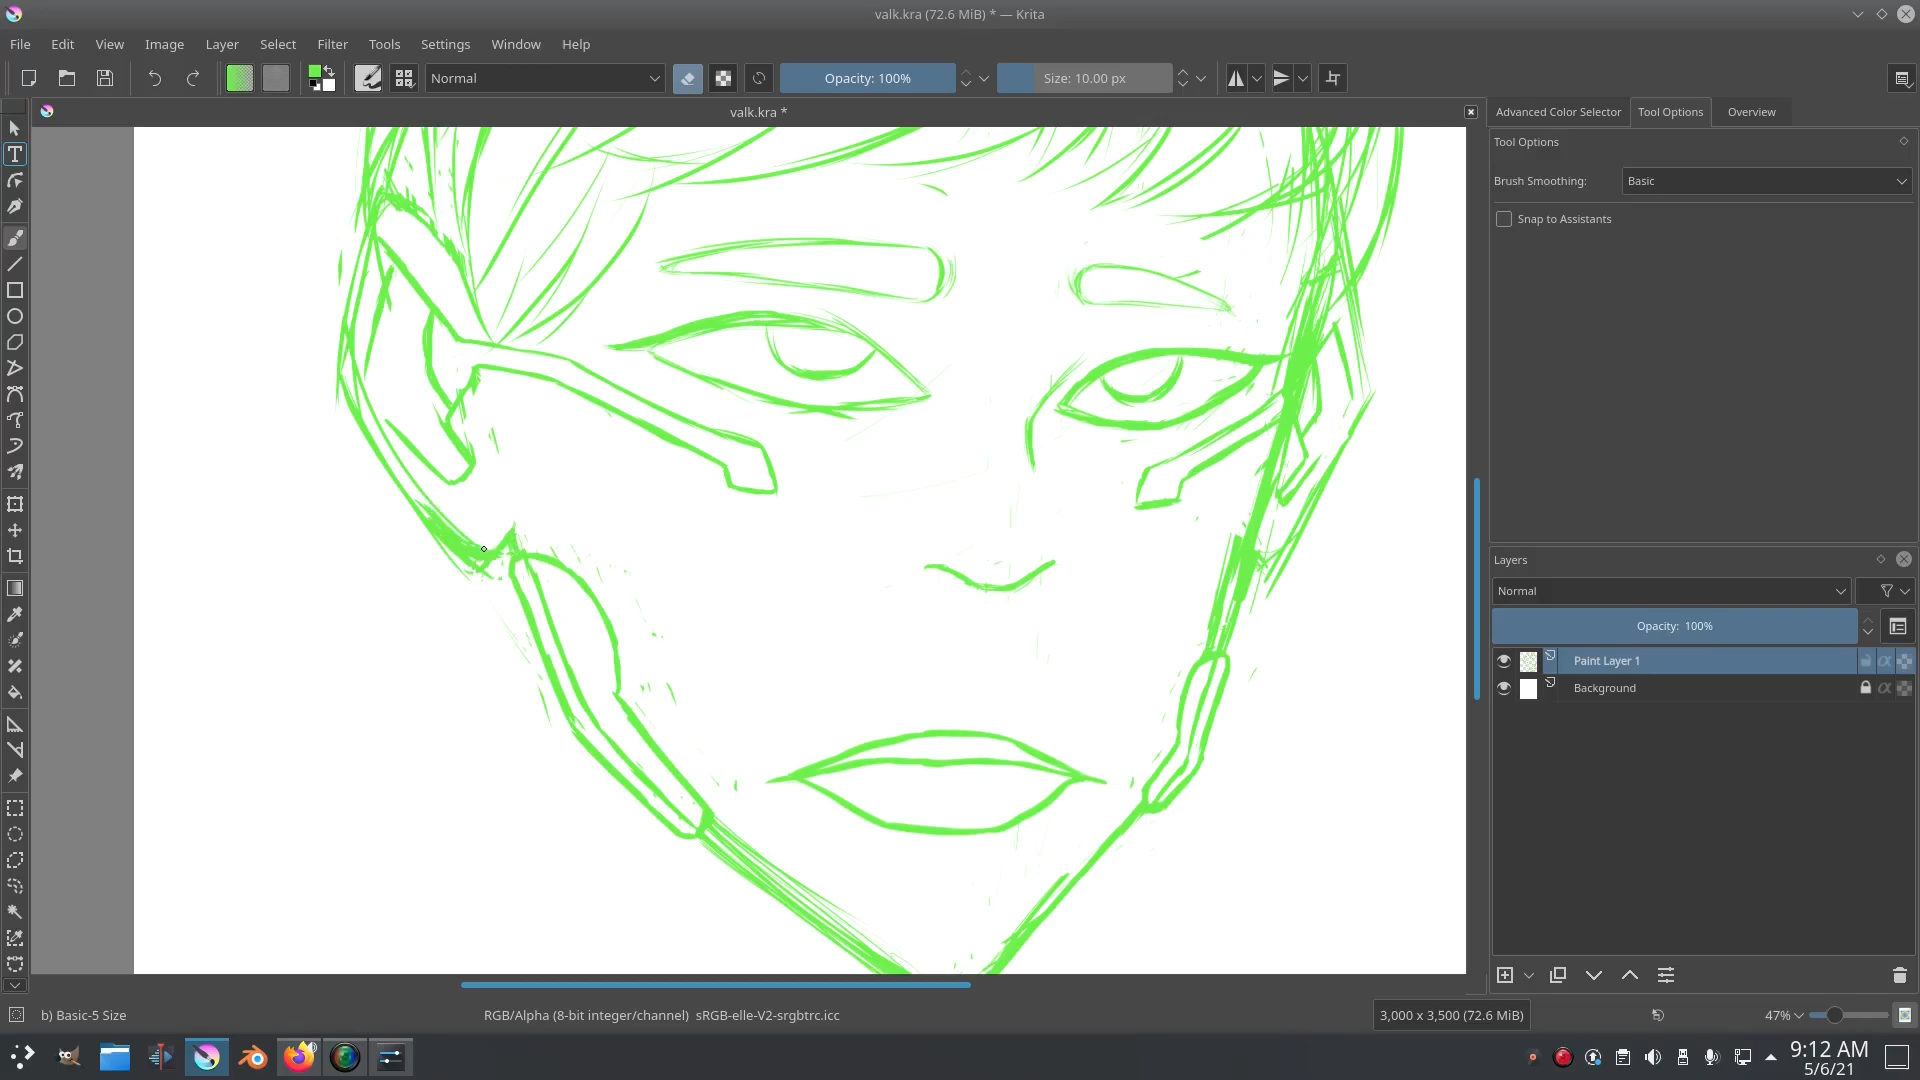 valk.kra (72.6 MiB) * — Krita
File Edit View Image Layer Select Filter Tools Settings Window Help
Normal Opacity: 100% Size: 10.00 px
valk.kra *
Advanced Color Selector Tool Options Overview
Tool Options
Brush Smoothing: Basic
Snap to Assistants
Layers
Normal
Opacity: 100%
Paint Layer 1
Background
b) Basic-5 Size RGB/Alpha (8-bit integer/channel) sRGB-elle-V2-srgbtrc.icc 3,000 x 3,500 (72.6 MiB) 47%
9:12 AM
5/6/21